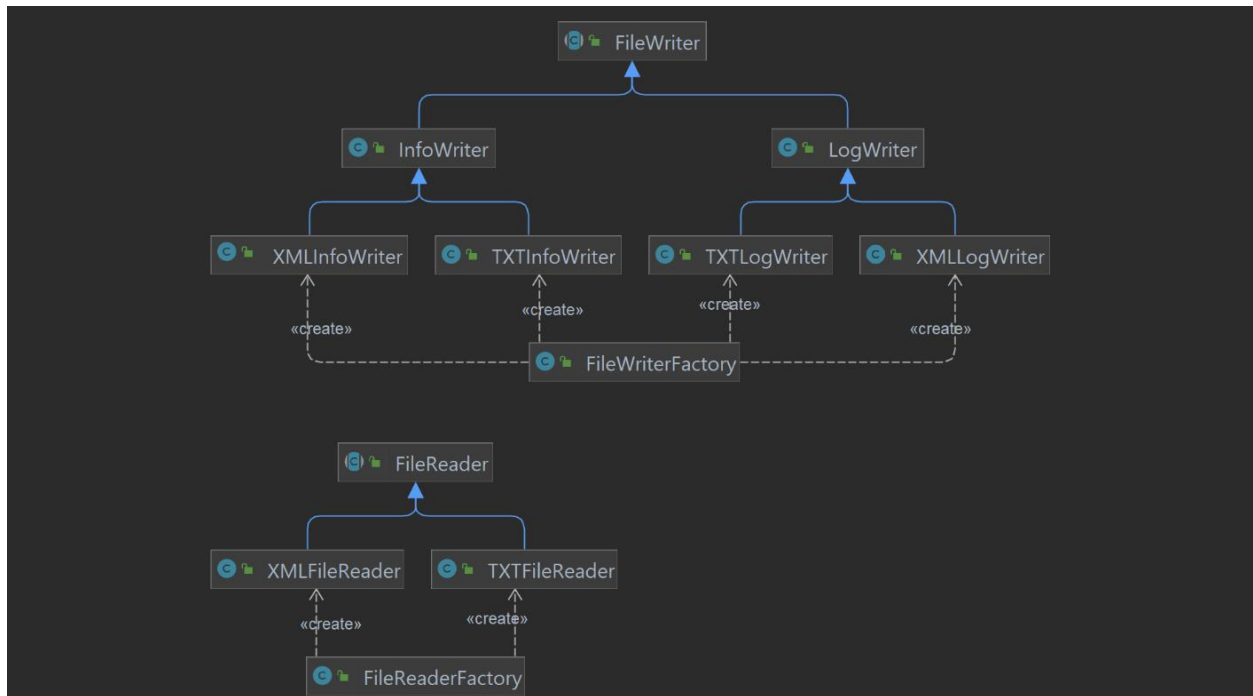 FileWriter
InfoWriter LogWriter
XMLInfoWriter TXTInfoWriter TXTLogWriter XMLLogWriter
«create» «create» «create» «create»
FileWriterFactory
FileReader
XMLFileReader TXTFileReader
«create» «create»
FileReaderFactory